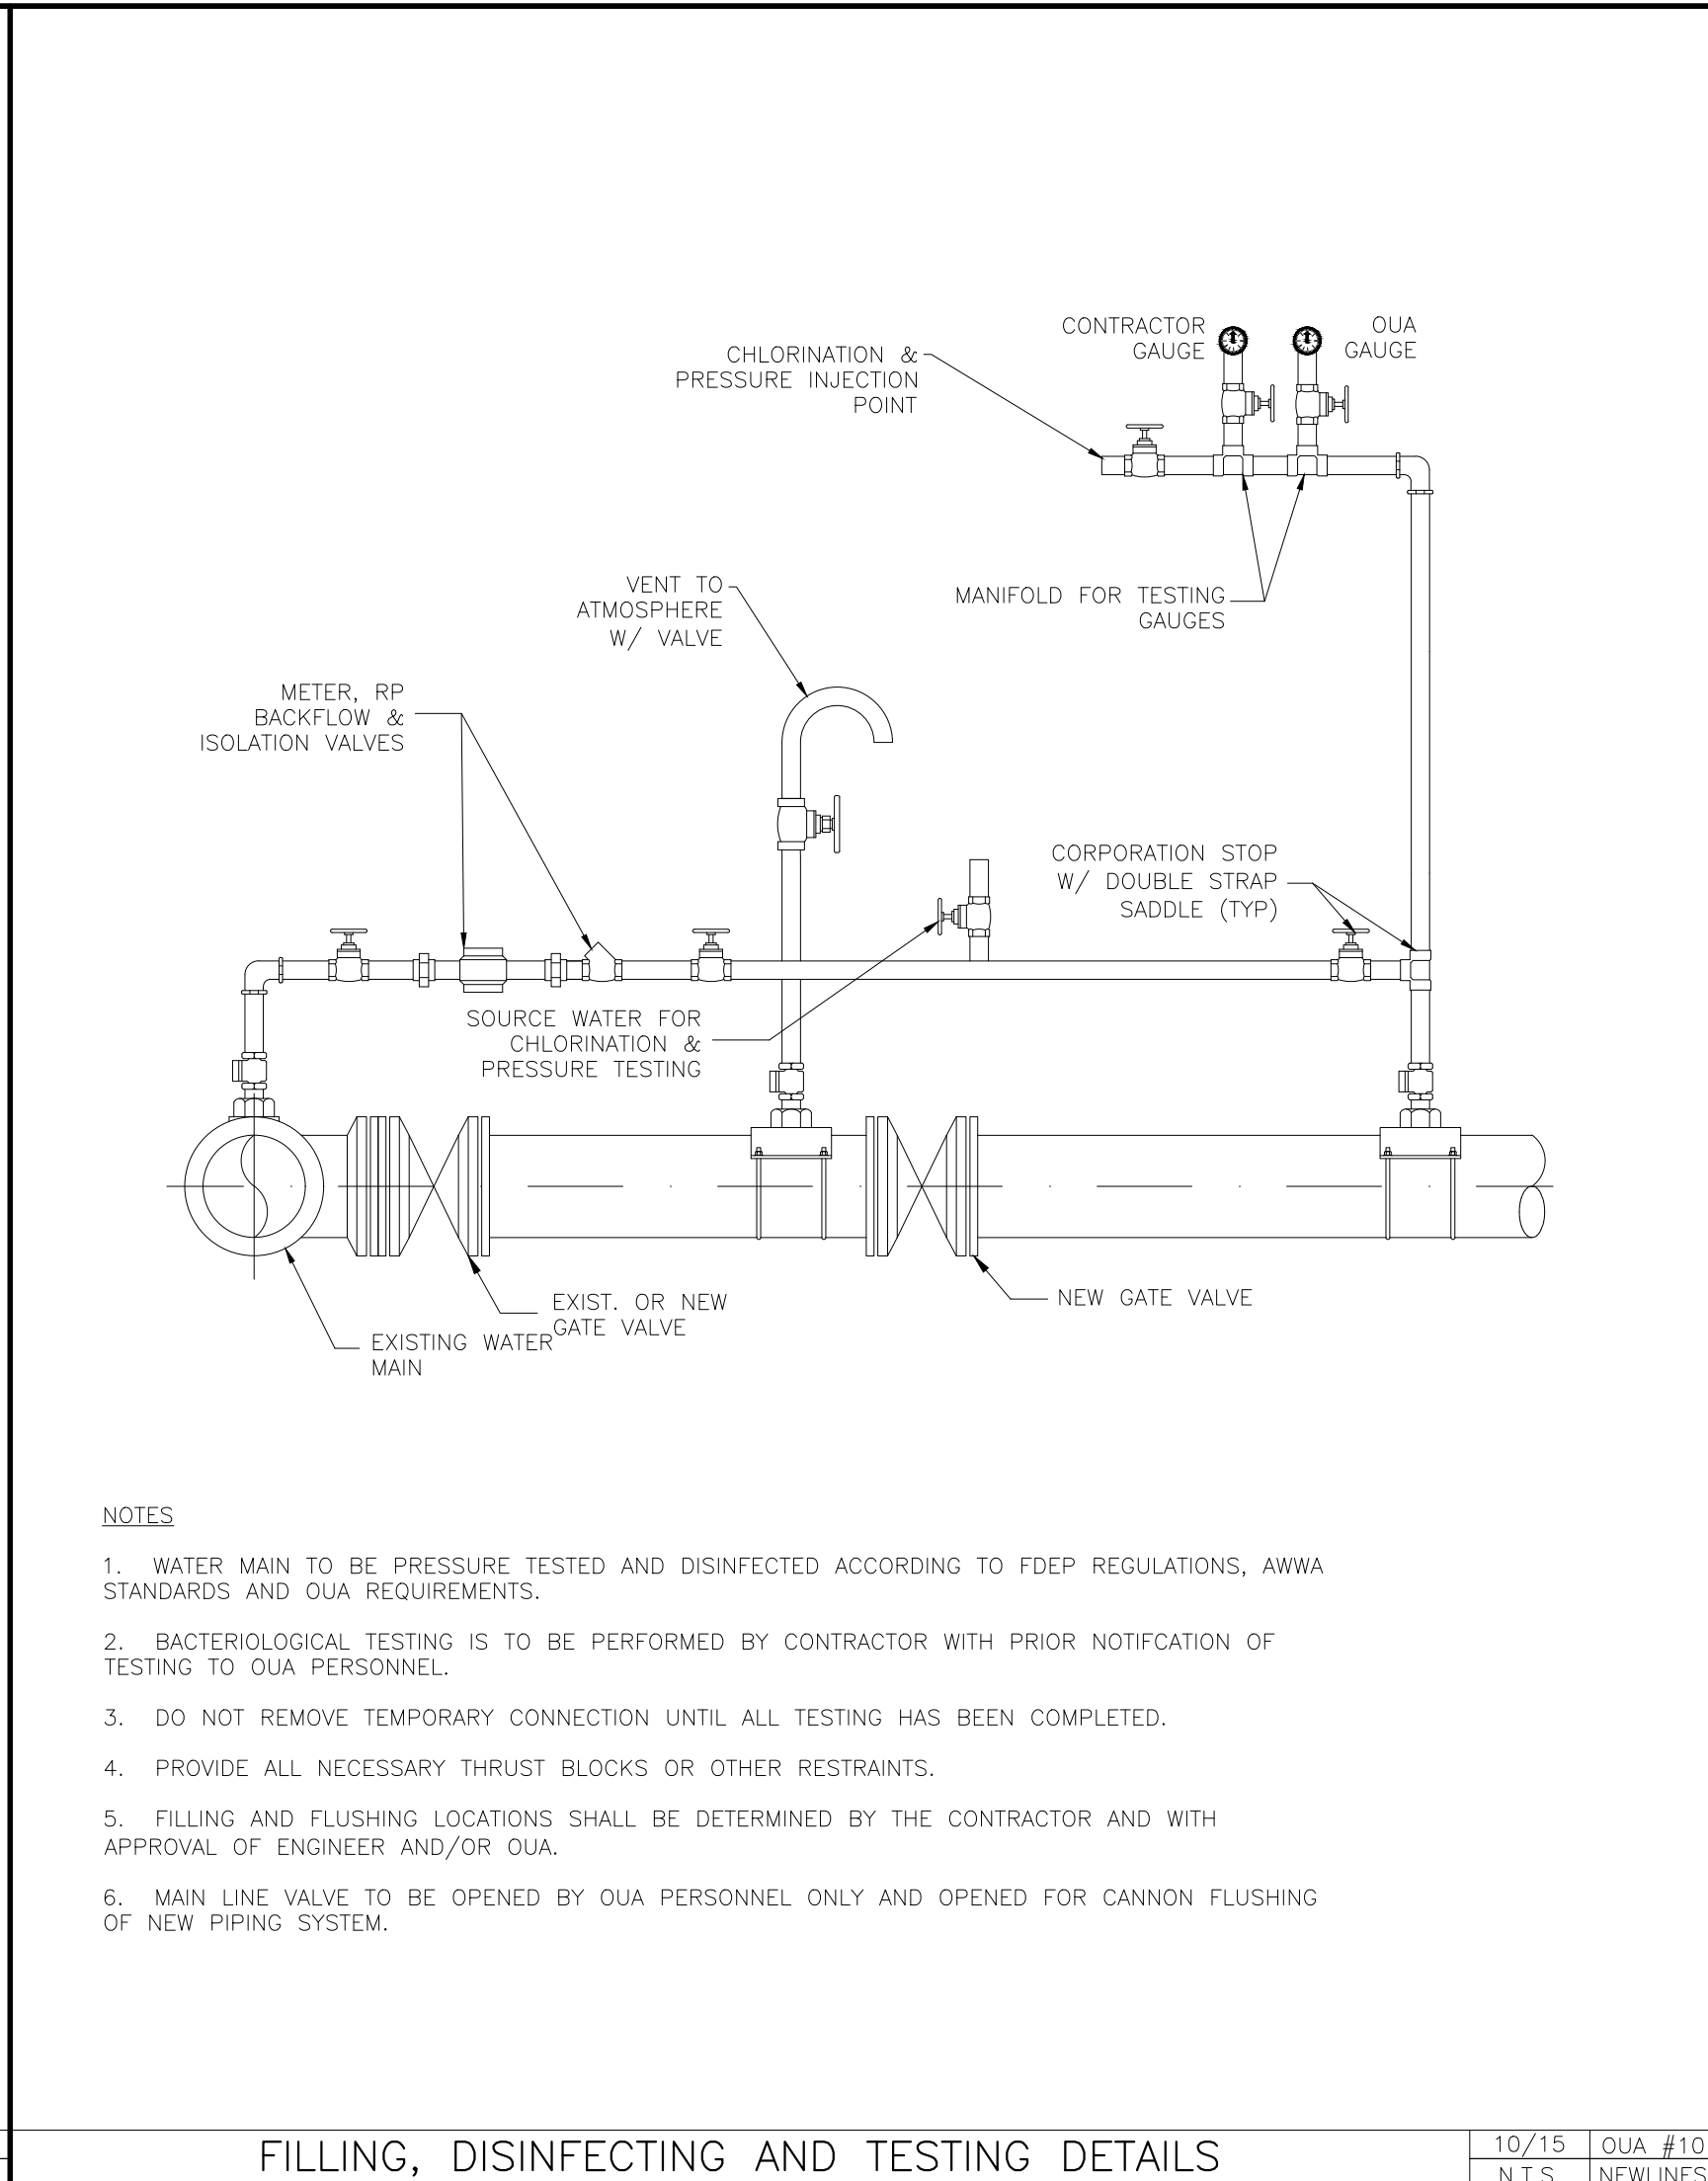 CONTRACTOR
GAUGE
OUA
GAUGE
CHLORINATION &
PRESSURE INJECTION
POINT
VENT TO
ATMOSPHERE
W/ VALVE
MANIFOLD FOR TESTING
GAUGES
METER, RP
BACKFLOW &
ISOLATION VALVES
CORPORATION STOP
W/ DOUBLE STRAP
SADDLE (TYP)
SOURCE WATER FOR
CHLORINATION &
PRESSURE TESTING
EXIST. OR NEW
GATE VALVE
NEW GATE VALVE
EXISTING WATER
MAIN
NOTES
1. WATER MAIN TO BE PRESSURE TESTED AND DISINFECTED ACCORDING TO FDEP REGULATIONS, AWWA
STANDARDS AND OUA REQUIREMENTS.
2. BACTERIOLOGICAL TESTING IS TO BE PERFORMED BY CONTRACTOR WITH PRIOR NOTIFCATION OF
TESTING TO OUA PERSONNEL.
3. DO NOT REMOVE TEMPORARY CONNECTION UNTIL ALL TESTING HAS BEEN COMPLETED.
4. PROVIDE ALL NECESSARY THRUST BLOCKS OR OTHER RESTRAINTS.
5. FILLING AND FLUSHING LOCATIONS SHALL BE DETERMINED BY THE CONTRACTOR AND WITH
APPROVAL OF ENGINEER AND/OR OUA.
6. MAIN LINE VALVE TO BE OPENED BY OUA PERSONNEL ONLY AND OPENED FOR CANNON FLUSHING
OF NEW PIPING SYSTEM.
FILLING, DISINFECTING AND TESTING DETAILS
10/15
OUA #10
N.T.S.
NEWLINES